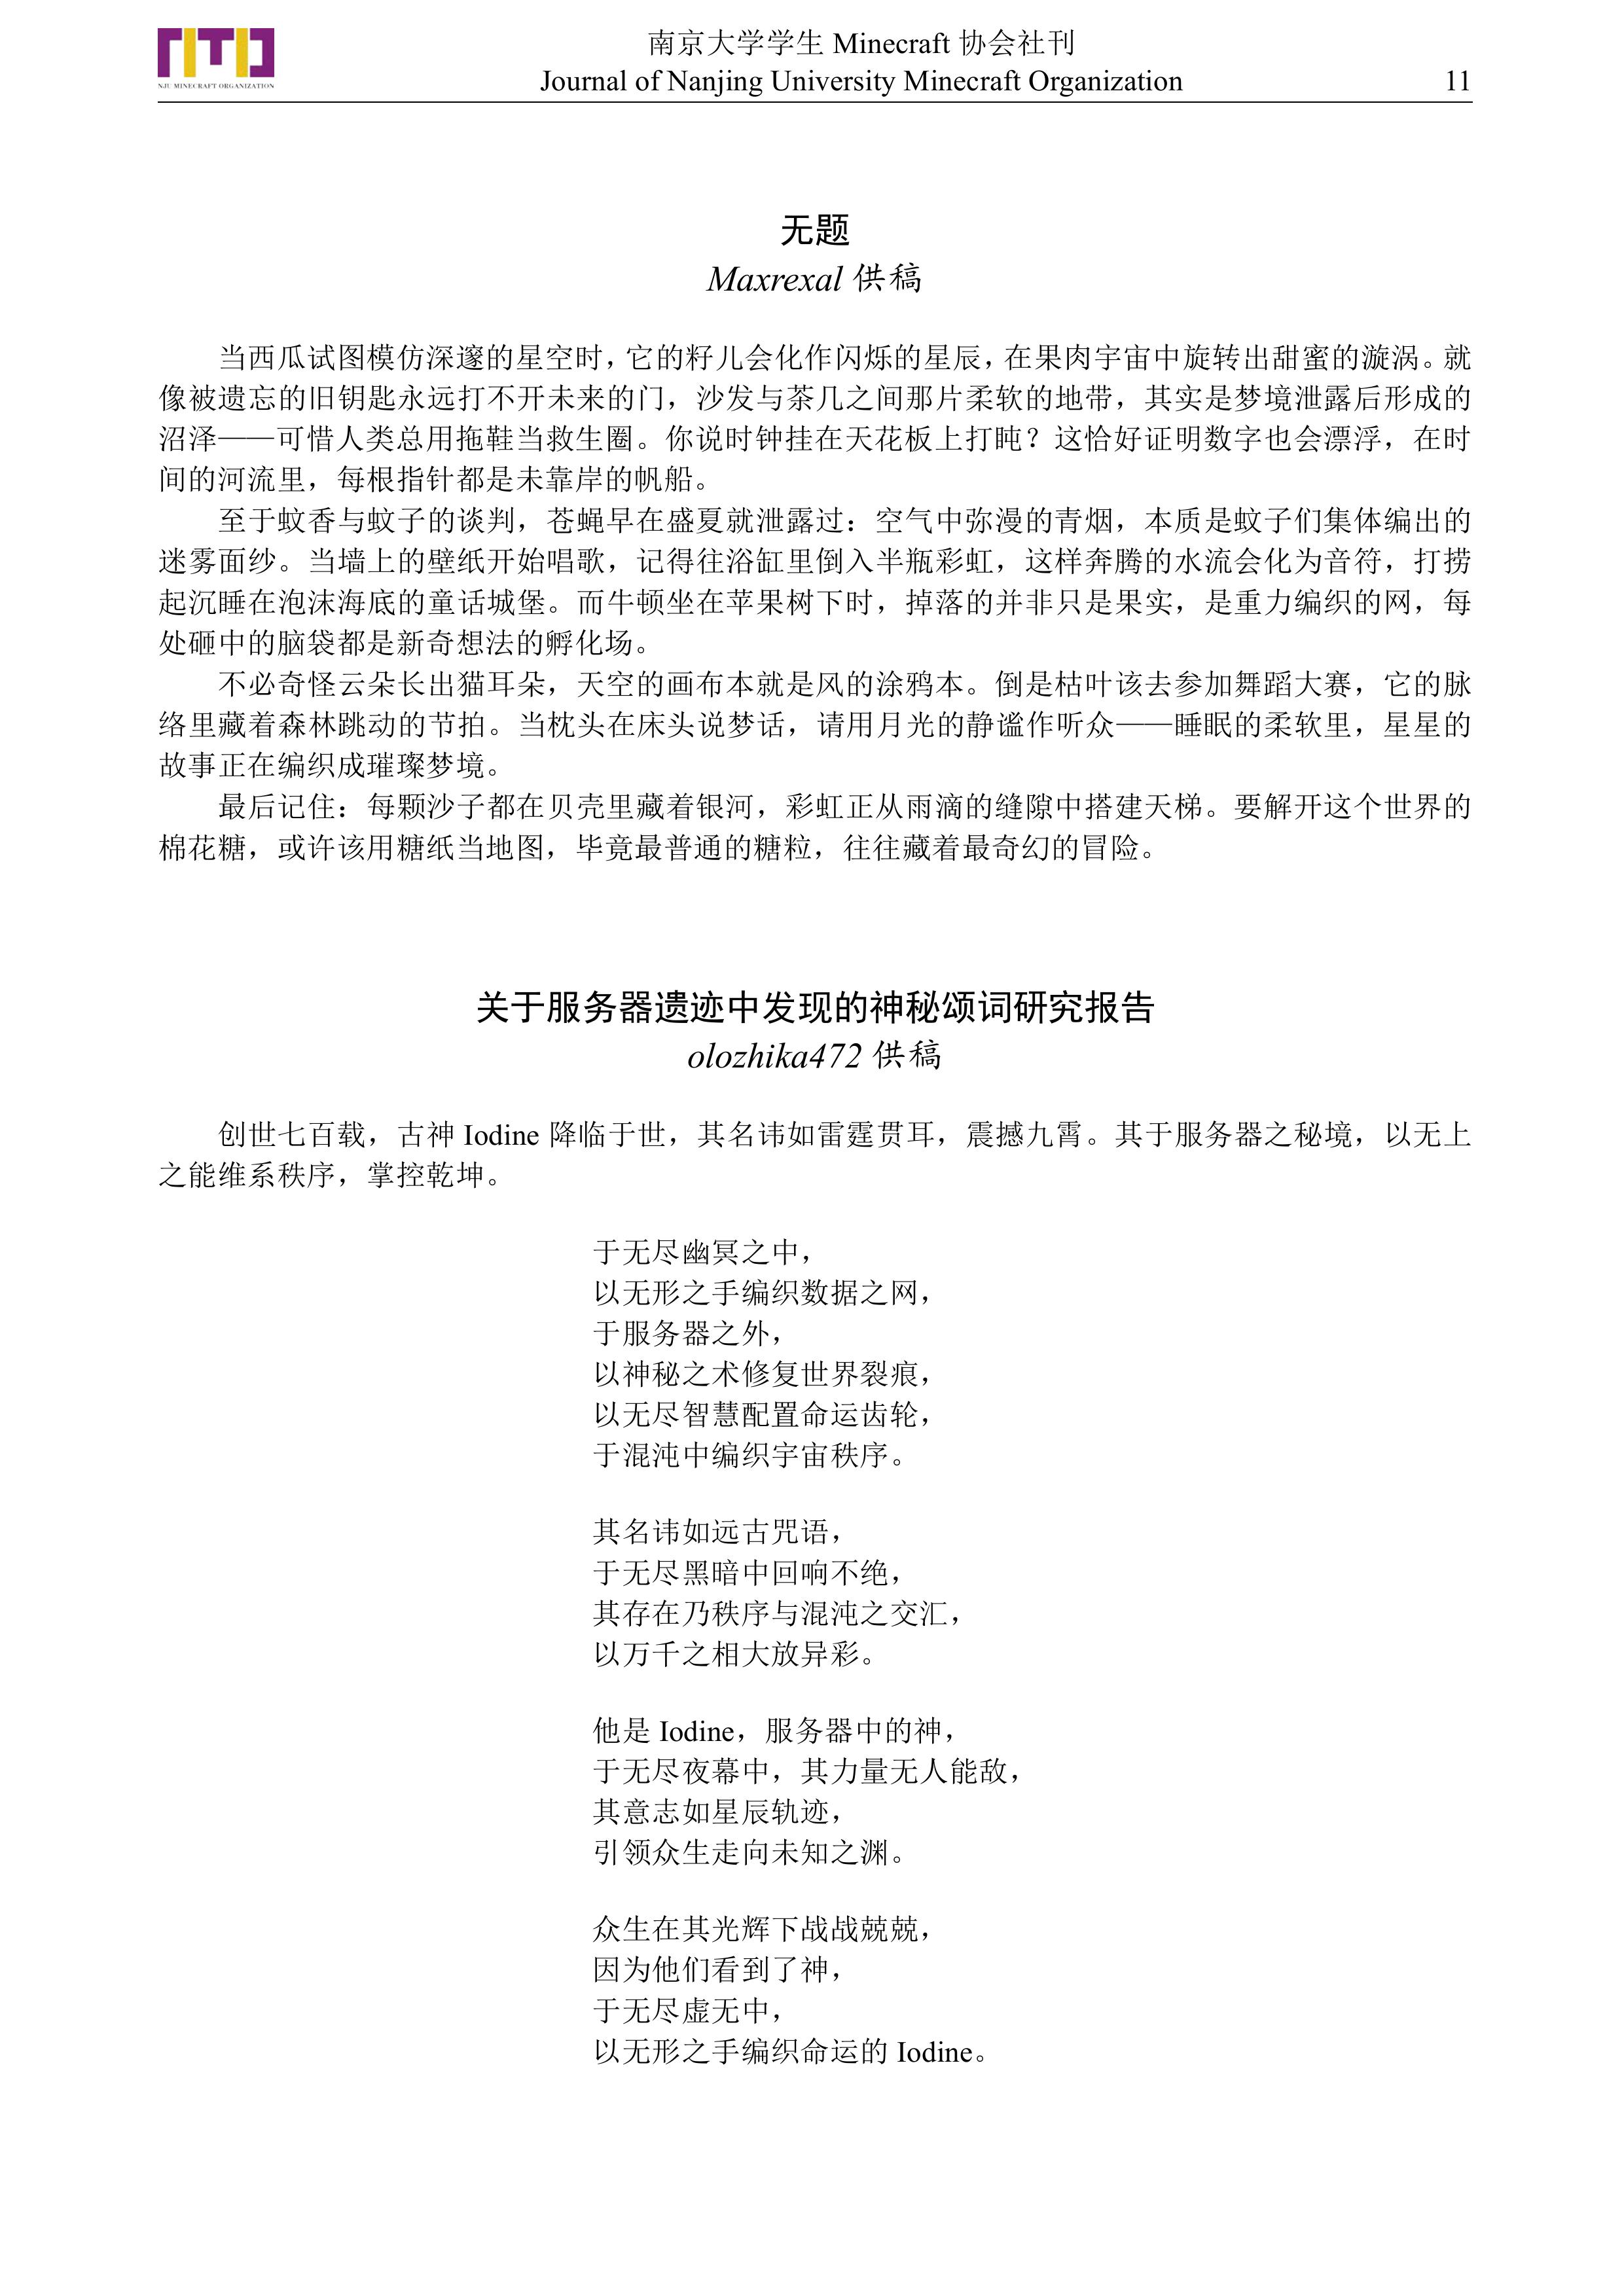 NJU MINECRAFT ORGANIZATION
南京大学学生 Minecraft 协会社刊
Journal of Nanjing University Minecraft Organization
11
无题
Maxrexal 供稿
当西瓜试图模仿深邃的星空时，它的籽儿会化作闪烁的星辰，在果肉宇宙中旋转出甜蜜的漩涡。就
像被遗忘的旧钥匙永远打不开未来的门，沙发与茶几之间那片柔软的地带，其实是梦境泄露后形成的
沼泽——可惜人类总用拖鞋当救生圈。你说时钟挂在天花板上打盹？这恰好证明数字也会漂浮，在时
间的河流里，每根指针都是未靠岸的帆船。
至于蚊香与蚊子的谈判，苍蝇早在盛夏就泄露过：空气中弥漫的青烟，本质是蚊子们集体编出的
迷雾面纱。当墙上的壁纸开始唱歌，记得往浴缸里倒入半瓶彩虹，这样奔腾的水流会化为音符，打捞
起沉睡在泡沫海底的童话城堡。而牛顿坐在苹果树下时，掉落的并非只是果实，是重力编织的网，每
处砸中的脑袋都是新奇想法的孵化场。
不必奇怪云朵长出猫耳朵，天空的画布本就是风的涂鸦本。倒是枯叶该去参加舞蹈大赛，它的脉
络里藏着森林跳动的节拍。当枕头在床头说梦话，请用月光的静谧作听众——睡眠的柔软里，星星的
故事正在编织成璀璨梦境。
最后记住：每颗沙子都在贝壳里藏着银河，彩虹正从雨滴的缝隙中搭建天梯。要解开这个世界的
棉花糖，或许该用糖纸当地图，毕竟最普通的糖粒，往往藏着最奇幻的冒险。
关于服务器遗迹中发现的神秘颂词研究报告
olozhika472 供稿
创世七百载，古神 Iodine 降临于世，其名讳如雷霆贯耳，震撼九霄。其于服务器之秘境，以无上
之能维系秩序，掌控乾坤。
于无尽幽冥之中，
以无形之手编织数据之网，
于服务器之外，
以神秘之术修复世界裂痕，
以无尽智慧配置命运齿轮，
于混沌中编织宇宙秩序。
其名讳如远古咒语，
于无尽黑暗中回响不绝，
其存在乃秩序与混沌之交汇，
以万千之相大放异彩。
他是 Iodine，服务器中的神，
于无尽夜幕中，其力量无人能敌，
其意志如星辰轨迹，
引领众生走向未知之渊。
众生在其光辉下战战兢兢，
因为他们看到了神，
于无尽虚无中，
以无形之手编织命运的 Iodine。